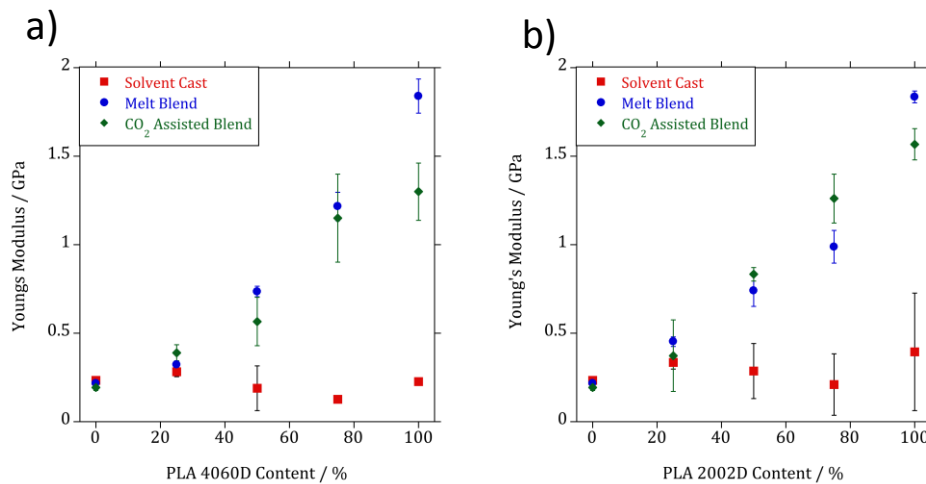 a)
Solvent Cast
Melt Blend
CO2 Assisted Blend
2
1.5
1
0.5
0
Youngs Modulus / GPa
0 20 40 60 80 100
PLA 4060D Content / %
b)
Solvent Cast
Melt Blend
CO2 Assisted Blend
2
1.5
1
0.5
0
Young's Modulus / GPa
0 20 40 60 80 100
PLA 2002D Content / %